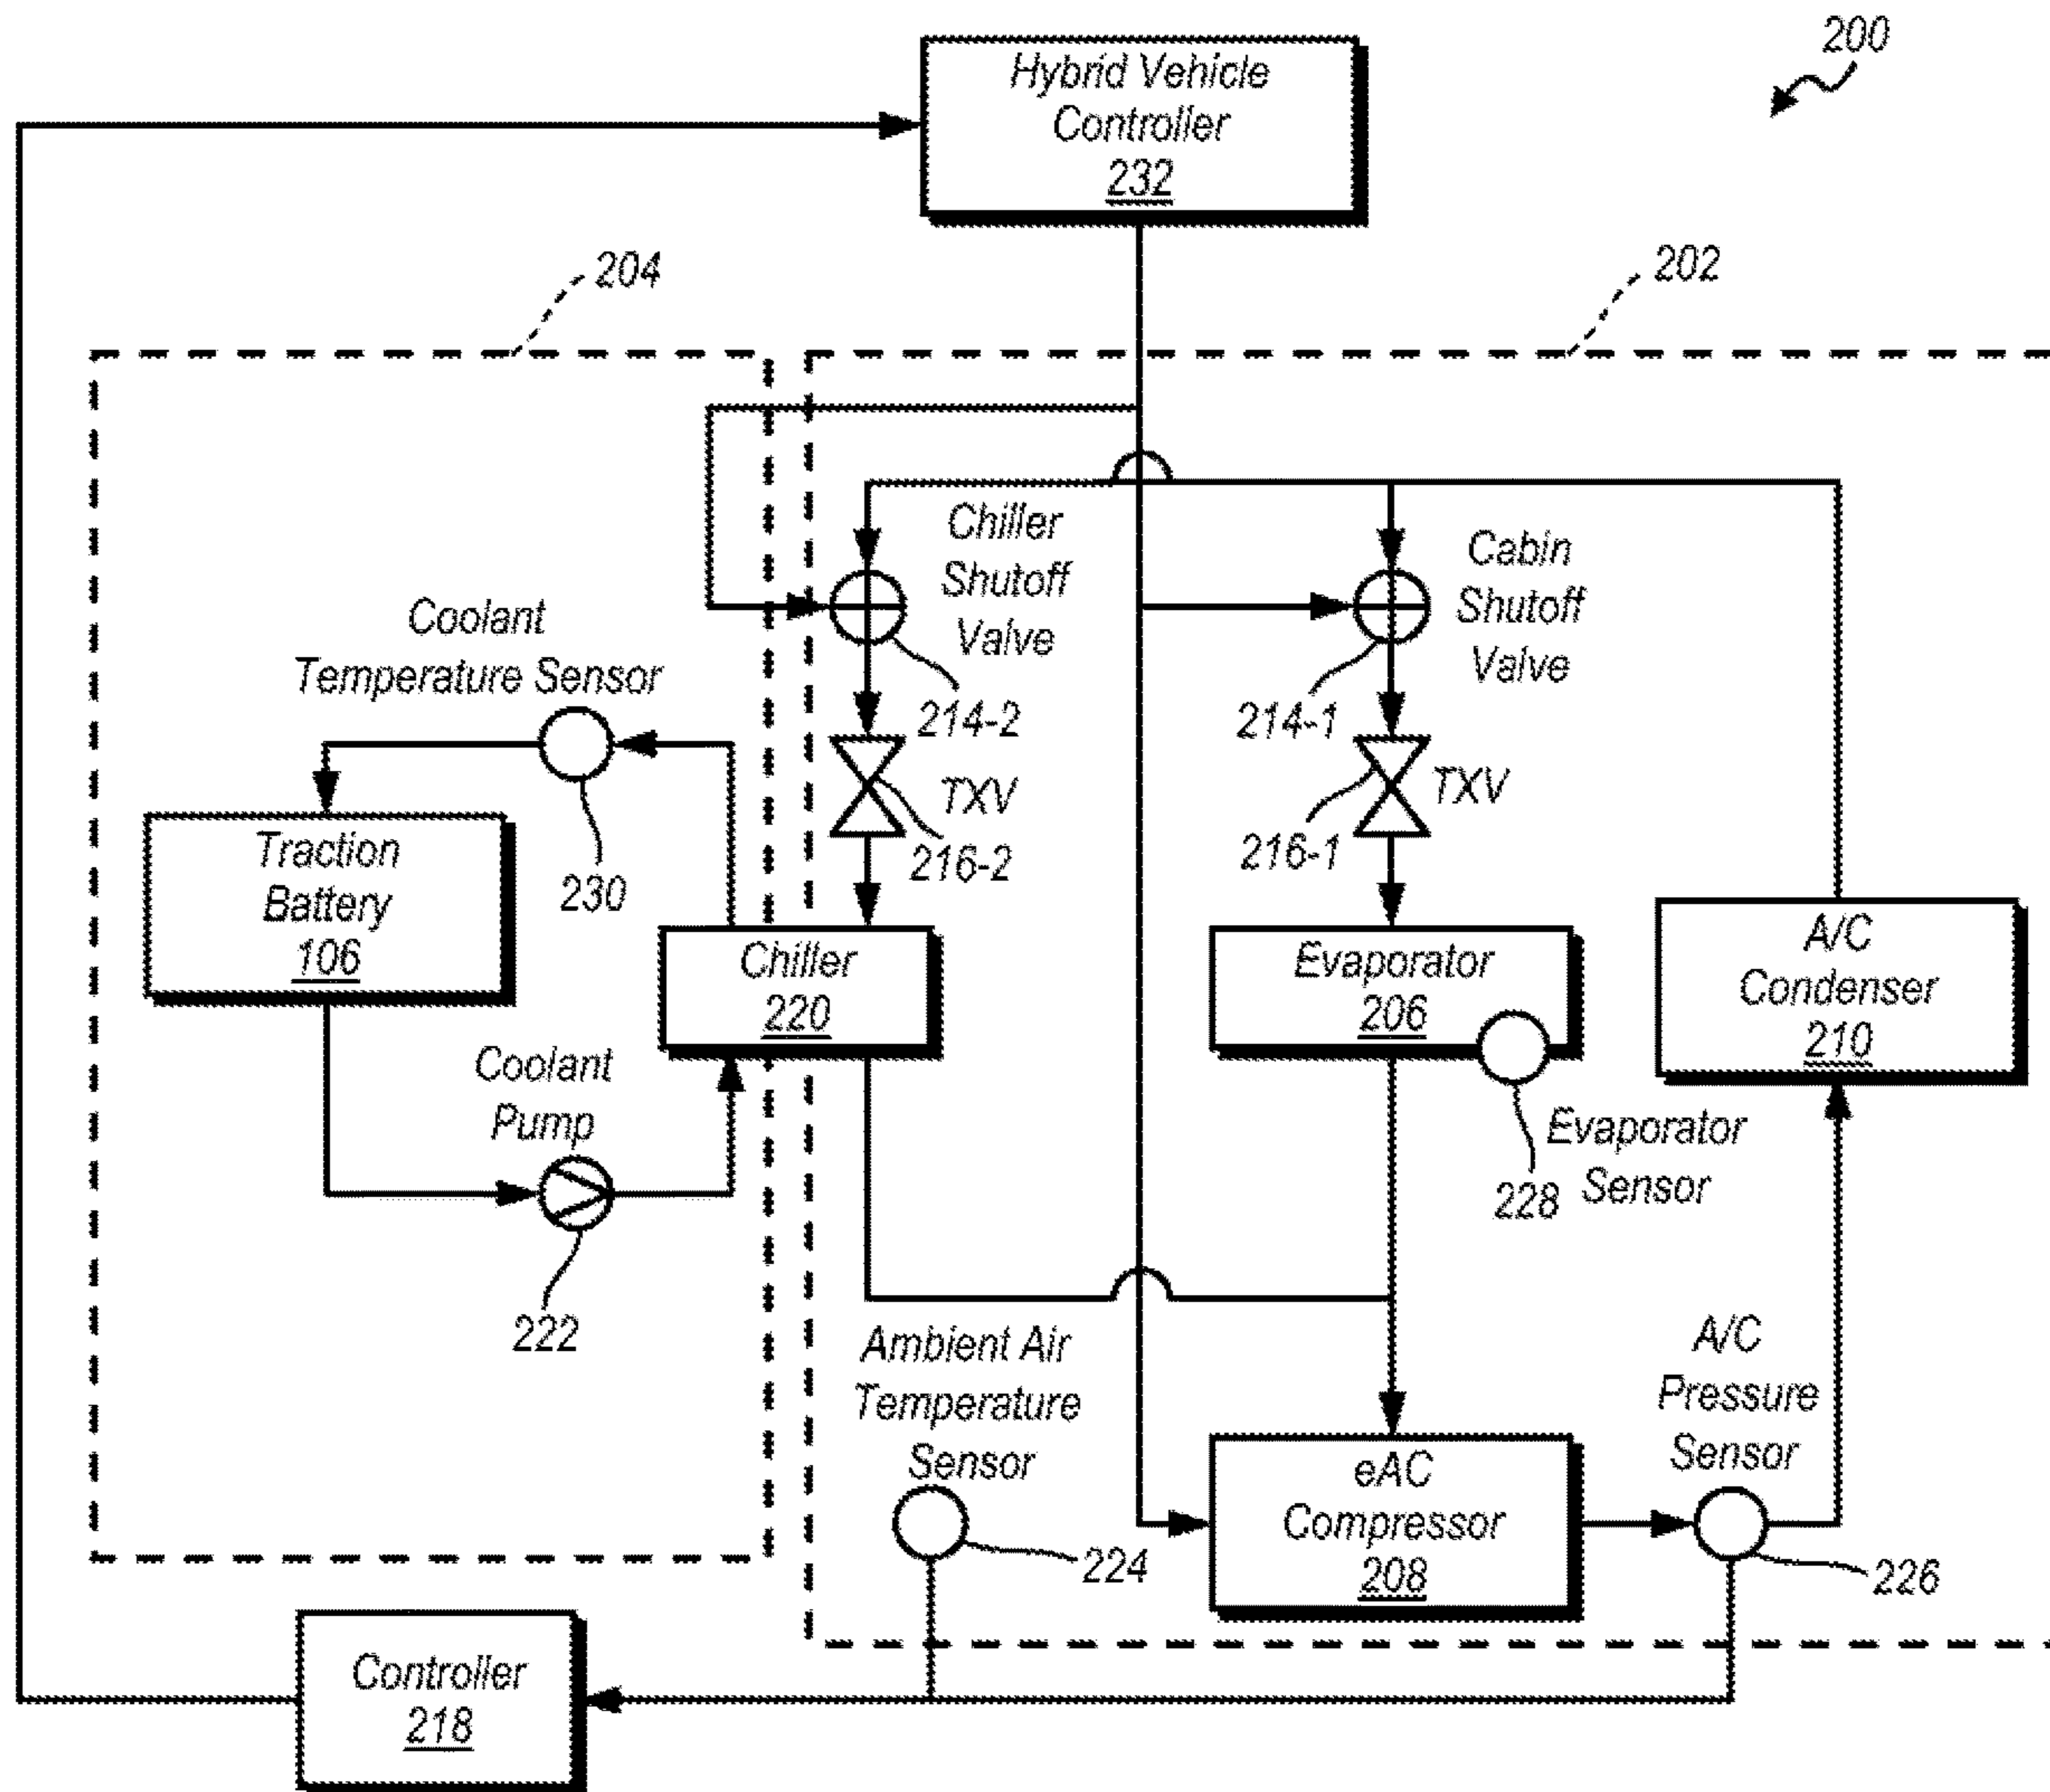 200
Hybrid Vehicle
Controller
232
204
202
Chiller
Shutoff
Valve
Cabin
Shutoff
Valve
Coolant
Temperature Sensor
214-2
214-1
TXV
TXV
216-2
216-1
Traction
Battery
106
230
Chiller
220
Evaporator
206
A/C
Condenser
210
Coolant
Pump
Evaporator
Sensor
228
222
Ambient Air
Temperature
Sensor
A/C
Pressure
Sensor
eAC
Compressor
208
224
226
Controller
218